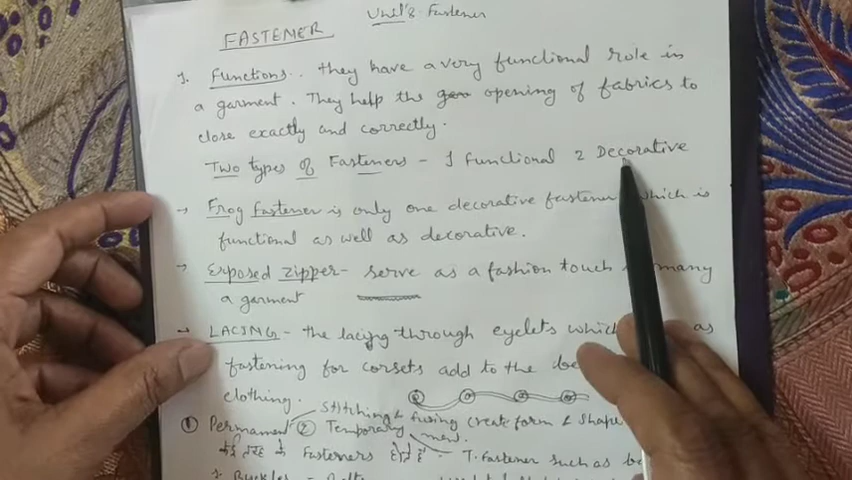 Unit 8 Fastener
FASTENER
1. Functions.. they have a very functional role in
a garment. They help the opening of fabrics to
close exactly and correctly.
Two types of Fasteners - 1 Functional 2 Decorative
→ Frog fastener is only one decorative fastener which is
functional as well as decorative.
→ Exposed zipper- serve as a fashion touch many
a garment
→ LACING - the lacing through eyelets which as
fastening for corsets add to the
clothing.
Stitching & fusing create form & shape
① Permament ② Temporary ment.
के Fasteners होते हैं T. Fastener such as
Buckles